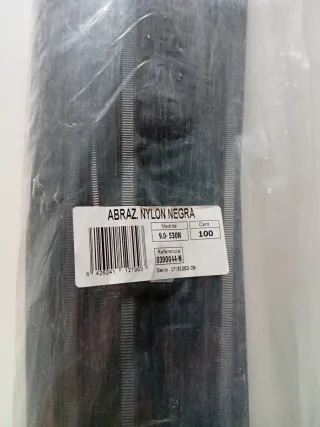 ABRAZ. NYLON NEGRA
Medida
Cant
9.0- 530N
100
Referencia
0300044-N